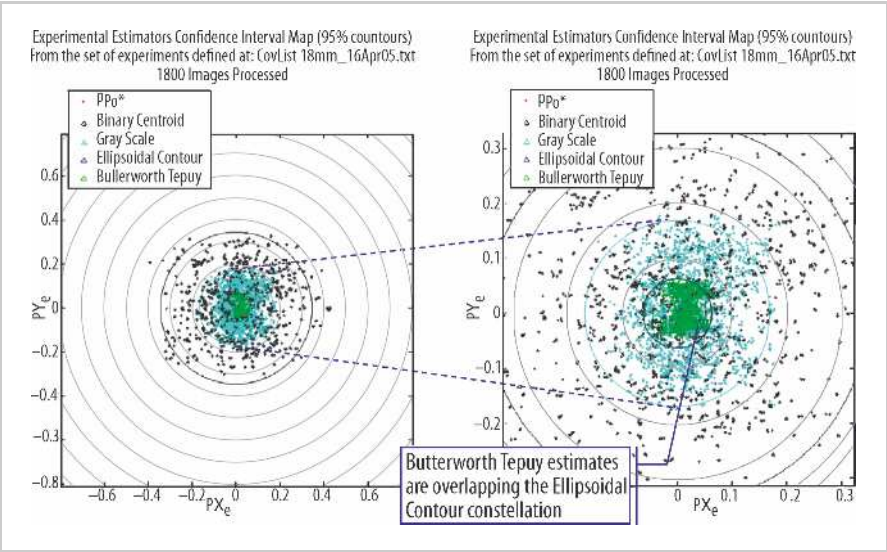 Experimental Estimators Confidence Interval Map (95% countours)
From the set of experiments defined at: CovList 18mm_16Apr05.txt
1800 Images Processed
PPo*
Binary Centroid
Gray Scale
Ellipsoidal Contour
Bullerworth Tepuy
0.6
0.4
0.2
0
−0.2
−0.4
−0.3
−0.8
PYe
−0.6 −0.4 −0.2 0 0.2 0.4 0.6
PXe
Experimental Estimators Confidence Interval Map {95% countours)
From the set of experiments defined at: CovList 18mm_16Apr05.txt
1800 Images Processed
PPo*
Binary Centroid
Gray Scale
Ellipsoidal Contour
Bullerworth Tepuy
0.3
0.2
0.1
0
−0.1
−0.2
PYe
0 0.1 0.2 0.3
PXe
Butterworth Tepuy estimates
are overlapping the Ellipsoidal
Contour constellation